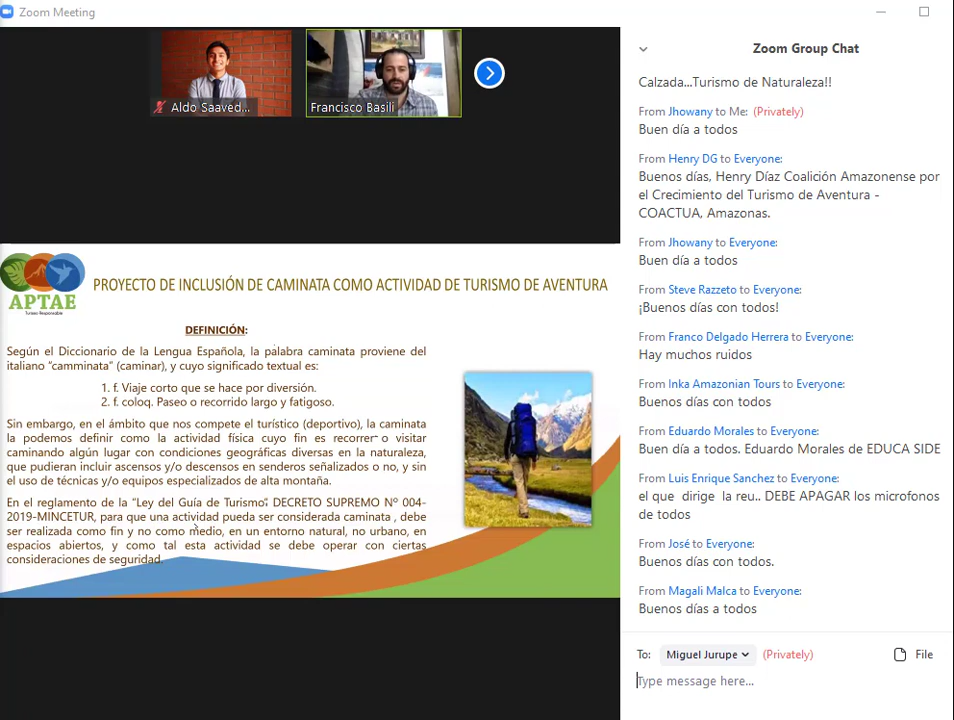 Zoom Meeting
Aldo Saaved...
Francisco Basili
APTAE
Turismo Responsable
PROYECTO DE INCLUSIÓN DE CAMINATA COMO ACTIVIDAD DE TURISMO DE AVENTURA
DEFINICIÓN:
Según el Diccionario de la Lengua Española, la palabra caminata proviene del
italiano "camminata" (caminar), y cuyo significado textual es:
1. f. Viaje corto que se hace por diversión.
2. f. coloq. Paseo o recorrido largo y fatigoso.
Sin embargo, en el ámbito que nos compete el turístico (deportivo), la caminata
la podemos definir como la actividad física cuyo fin es recorrer o visitar
caminando algún lugar con condiciones geográficas diversas en la naturaleza,
que pudieran incluir ascensos y/o descensos en senderos señalizados o no, y sin
el uso de técnicas y/o equipos especializados de alta montaña.
En el reglamento de la "Ley del Guía de Turismo" DECRETO SUPREMO Nº 004-
2019-MINCETUR, para que una actividad pueda ser considerada caminata , debe
ser realizada como fin y no como medio, en un entorno natural, no urbano, en
espacios abiertos, y como tal esta actividad se debe operar con ciertas
consideraciones de seguridad.
Zoom Group Chat
Calzada...Turismo de Naturaleza!!
From Jhowany to Me: (Privately)
Buen día a todos
From Henry DG to Everyone:
Buenos días, Henry Díaz Coalición Amazonense por
el Crecimiento del Turismo de Aventura -
COACTUA, Amazonas.
From Jhowany to Everyone:
Buen día a todos
From Steve Razzeto to Everyone:
¡Buenos días con todos!
From Franco Delgado Herrera to Everyone:
Hay muchos ruidos
From Inka Amazonian Tours to Everyone:
Buenos días con todos
From Eduardo Morales to Everyone:
Buen día a todos. Eduardo Morales de EDUCA SIDE
From Luis Enrique Sanchez to Everyone:
el que dirige la reu.. DEBE APAGAR los microfonos
de todos
From José to Everyone:
Buenos días con todos.
From Magali Malca to Everyone:
Buenos días a todos
To: Miguel Jurupe (Privately) File
Type message here...